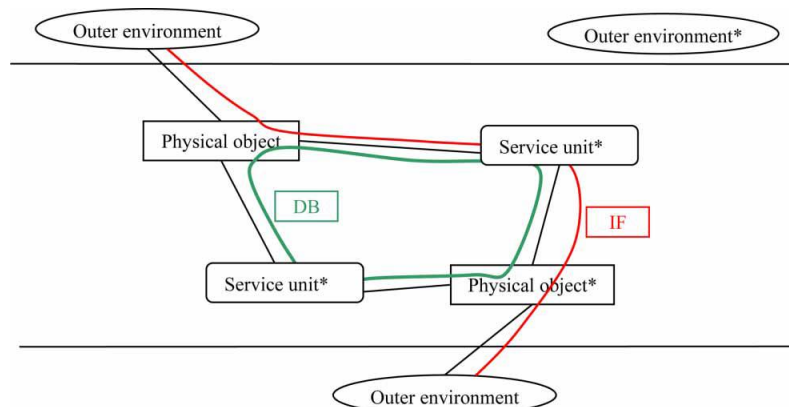 Outer environment
Outer environment*
Physical object
Service unit*
DB
IF
Service unit*
Physical object*
Outer environment